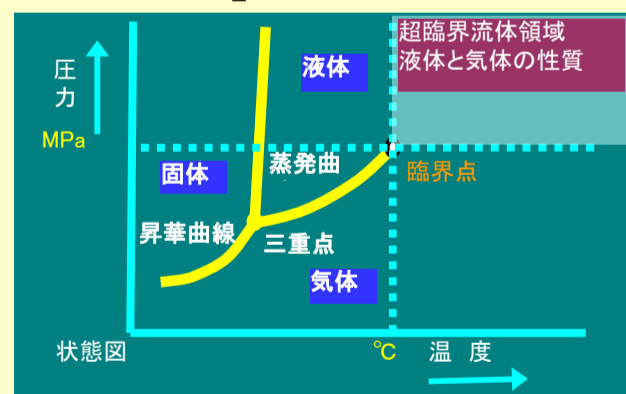 超臨界流体領域
液体と気体の性質
液体
圧
力
MPa
蒸発曲
固体
臨界点
昇華曲線
三重点
気体
状態図
℃
温 度